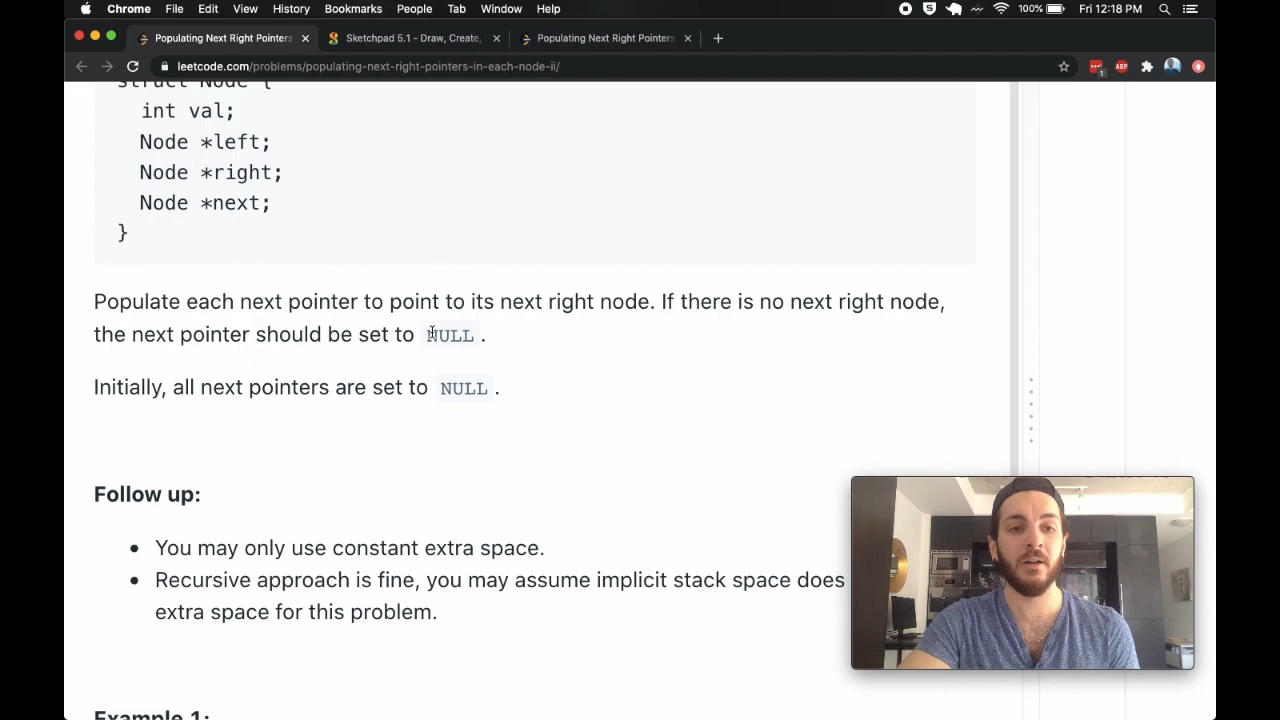 Chrome File Edit View History Bookmarks People Tab Window Help 100% Fri 12:18 PM
Populating Next Right Pointers Sketchpad 5.1 - Draw, Create, Populating Next Right Pointers
leetcode.com/problems/populating-next-right-pointers-in-each-node-ii/
struct Node {
int val;
Node *left;
Node *right;
Node *next;
}
Populate each next pointer to point to its next right node. If there is no next right node,
the next pointer should be set to NULL.
Initially, all next pointers are set to NULL.
Follow up:
• You may only use constant extra space.
• Recursive approach is fine, you may assume implicit stack space does
extra space for this problem.
Example 1: